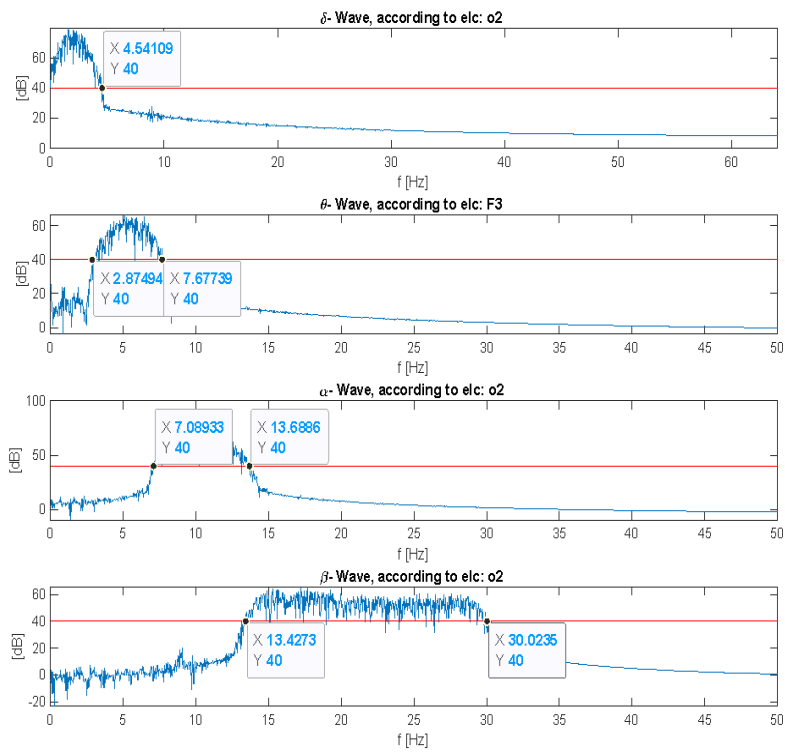 δ- Wave, according to elc: o2
[dB]
60
40
20
0
X 4.54109
Y 40
0 10 20 30 40 50 60
f [Hz]
θ- Wave, according to elc: F3
[dB]
60
40
20
0
X 2.87494
Y 40
X 7.67739
Y 40
0 5 10 15 20 25 30 35 40 45 50
f [Hz]
α- Wave, according to elc: o2
[dB]
100
50
0
X 7.08933
Y 40
X 13.6886
Y 40
0 5 10 15 20 25 30 35 40 45 50
f [Hz]
β- Wave, according to elc: o2
[dB]
60
40
20
0
-20
X 13.4273
Y 40
X 30.0235
Y 40
0 5 10 15 20 25 30 35 40 45 50
f [Hz]